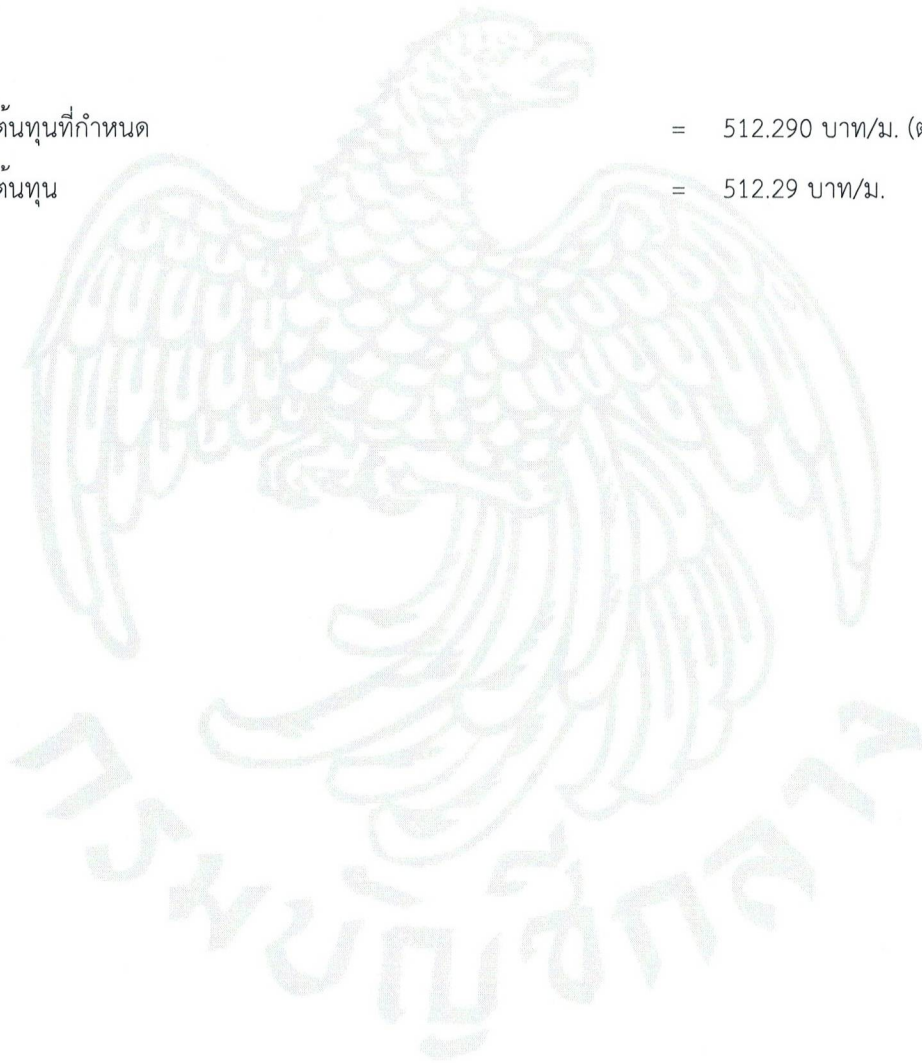 ต้นทุนที่กำหนด = 512.290 บาท/ม.
ต้นทุน = 512.29 บาท/ม.
กรมบัญชีกลาง